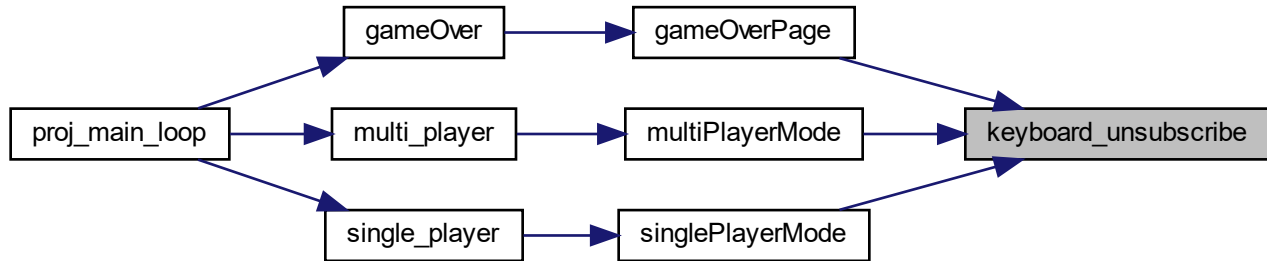 gameOver
gameOverPage
proj_main_loop
multi_player
multiPlayerMode
keyboard_unsubscribe
single_player
singlePlayerMode